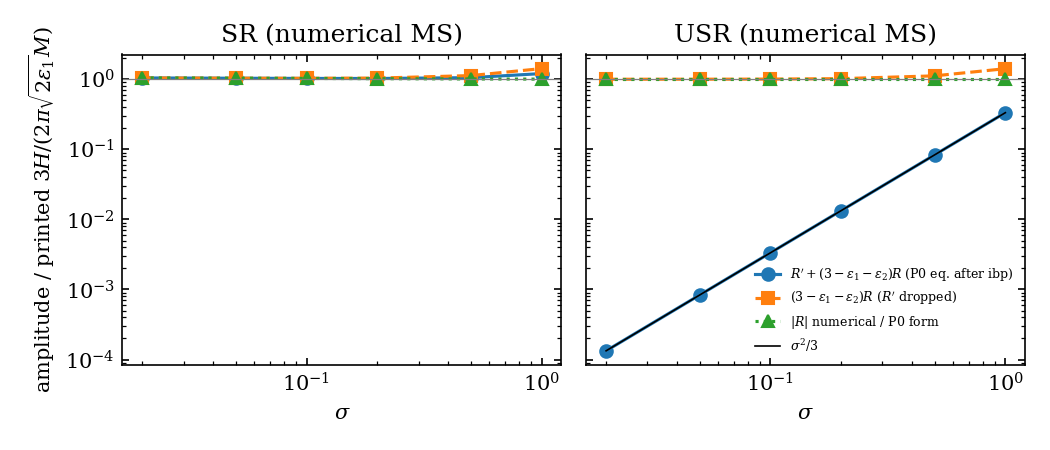 SR (numerical MS)
USR (numerical MS)
amplitude / printed 3H/(2π√2ε₁M)
10⁰
10⁻¹
10⁻²
10⁻³
10⁻⁴
R′ + (3 − ε₁ − ε₂)R (P0 eq. after ibp)
(3 − ε₁ − ε₂)R (R′ dropped)
|R| numerical / P0 form
σ²/3
10⁻¹
10⁰
10⁻¹
10⁰
σ
σ